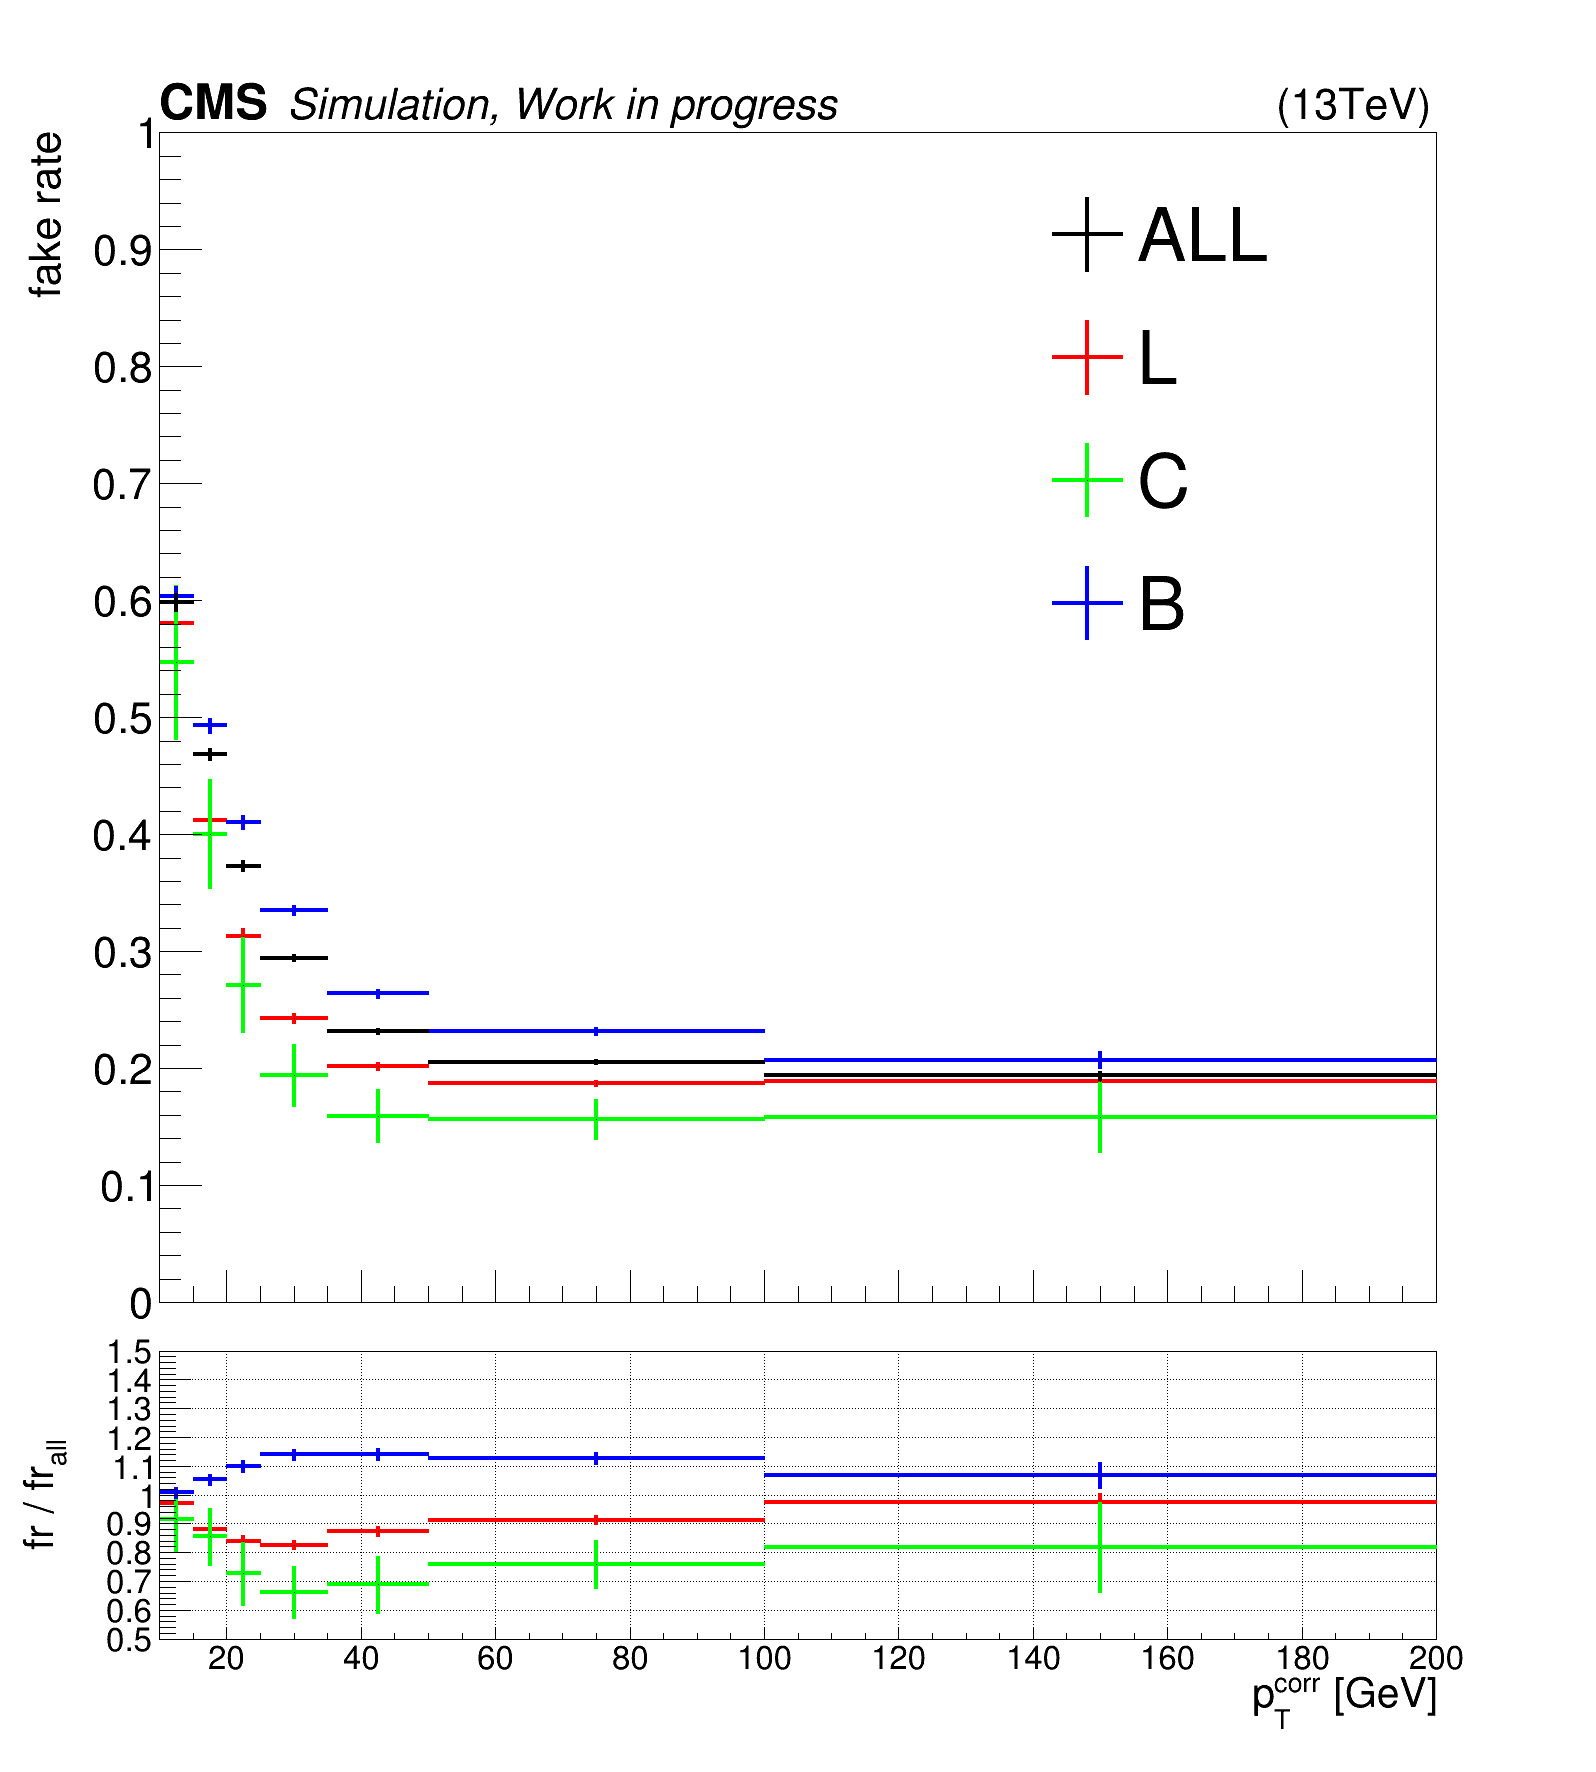 CMS Simulation, Work in progress (13TeV)
fake rate
1
0.9
0.8
0.7
0.6
0.5
0.4
0.3
0.2
0.1
0
ALL
L
C
B
fr / fr_all
1.5
1.4
1.3
1.2
1.1
1
0.9
0.8
0.7
0.6
0.5
20 40 60 80 100 120 140 160 180 200
p_T^corr [GeV]